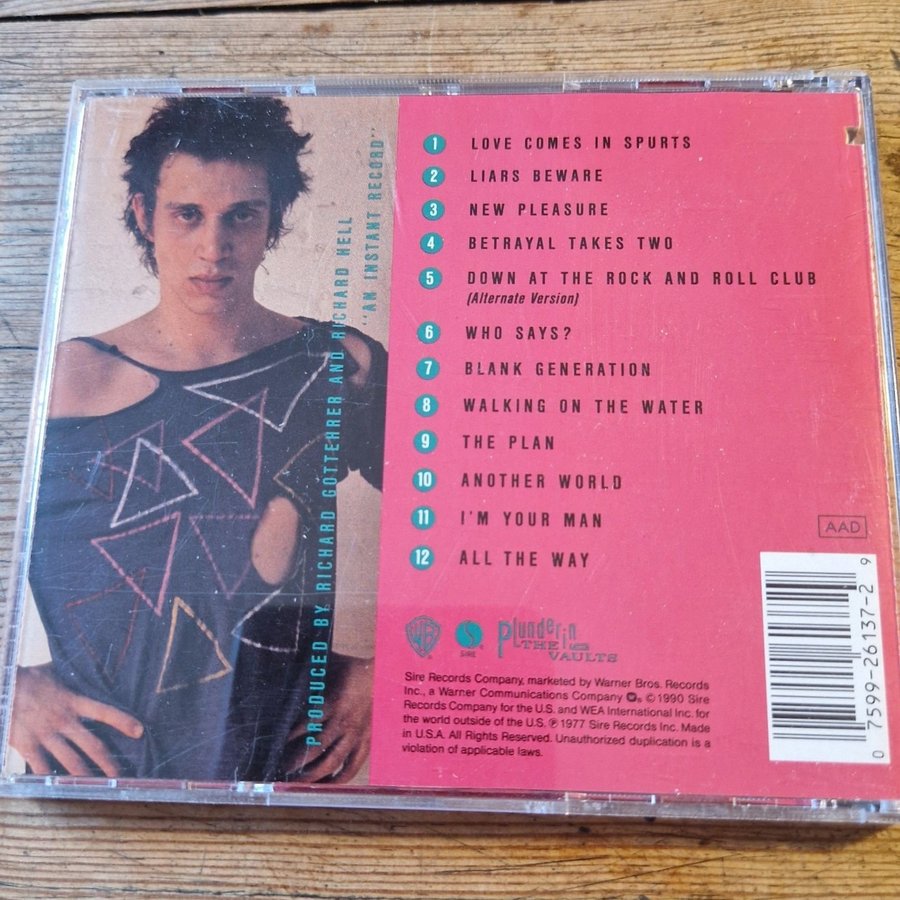 PRODUCED BY RICHARD GOTTEHRER AND RICHARD HELL
"AN INSTANT RECORD"
1 LOVE COMES IN SPURTS
2 LIARS BEWARE
3 NEW PLEASURE
4 BETRAYAL TAKES TWO
5 DOWN AT THE ROCK AND ROLL CLUB
(Alternate Version)
6 WHO SAYS?
7 BLANK GENERATION
8 WALKING ON THE WATER
9 THE PLAN
10 ANOTHER WORLD
11 I'M YOUR MAN
12 ALL THE WAY
AAD
WB
SIRE
Plunderin
THE
VAULTS
Sire Records Company, marketed by Warner Bros. Records
Inc., a Warner Communications Company © 1990 Sire
Records Company for the U.S. and WEA International Inc. for
the world outside of the U.S. ℗ 1977 Sire Records Inc. Made
in U.S.A. All Rights Reserved. Unauthorized duplication is a
violation of applicable laws.
0 7599-26137-2 9